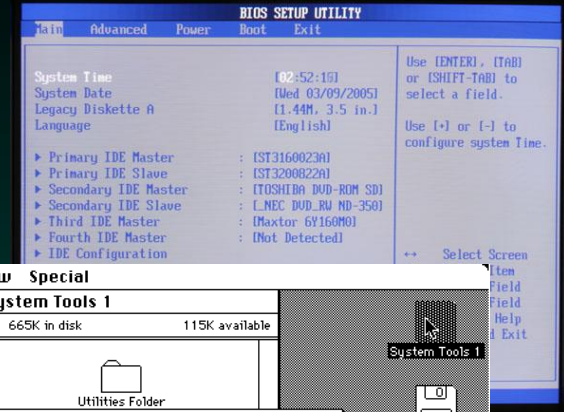 BIOS SETUP UTILITY
Main Advanced Power Boot Exit
System Time [02:52:18]
System Date [Wed 03/09/2005]
Legacy Diskette A [1.44M, 3.5 in.]
Language [English]
Primary IDE Master : [ST3160023A]
Primary IDE Slave : [ST3200822A]
Secondary IDE Master : [TOSHIBA DVD-ROM SD]
Secondary IDE Slave : [_NEC DVD_RW ND-350]
Third IDE Master : [Maxtor 6Y160M0]
Fourth IDE Master : [Not Detected]
IDE Configuration
Use [ENTER], [TAB]
or [SHIFT-TAB] to
select a field.
Use [+] or [-] to
configure system Time.
↔ Select Screen
Item
Field
Field
Help
Exit
w Special
ystem Tools 1
665K in disk 115K available
Utilities Folder
System Tools 1